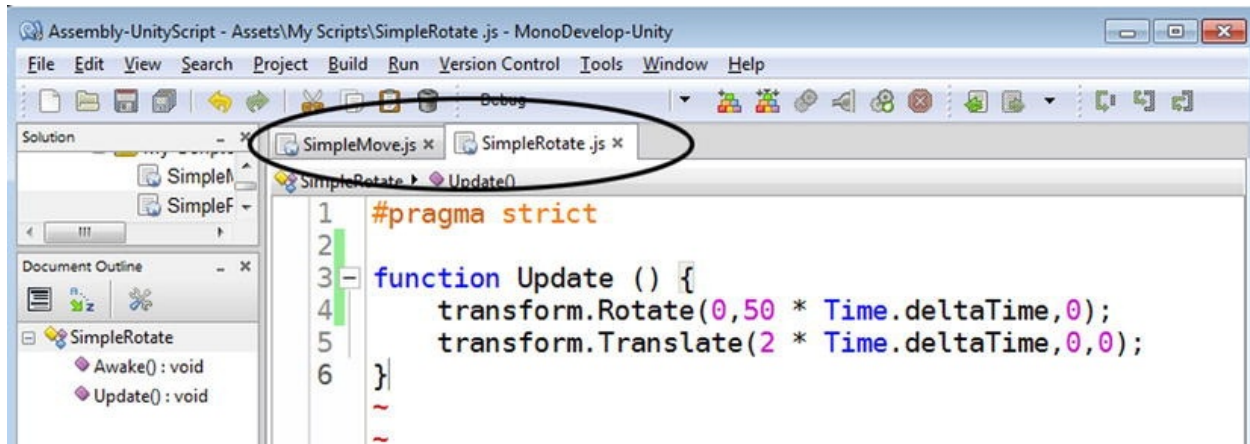 Assembly-UnityScript - Assets\My Scripts\SimpleRotate .js - MonoDevelop-Unity
File Edit View Search Project Build Run Version Control Tools Window Help
Debug
Solution
SimpleMove.js × SimpleRotate .js ×
SimpleRotate Update()
1 #pragma strict
2
3 function Update () {
4 transform.Rotate(0,50 * Time.deltaTime,0);
5 transform.Translate(2 * Time.deltaTime,0,0);
6 }
~
~
Document Outline
SimpleRotate
Awake() : void
Update() : void